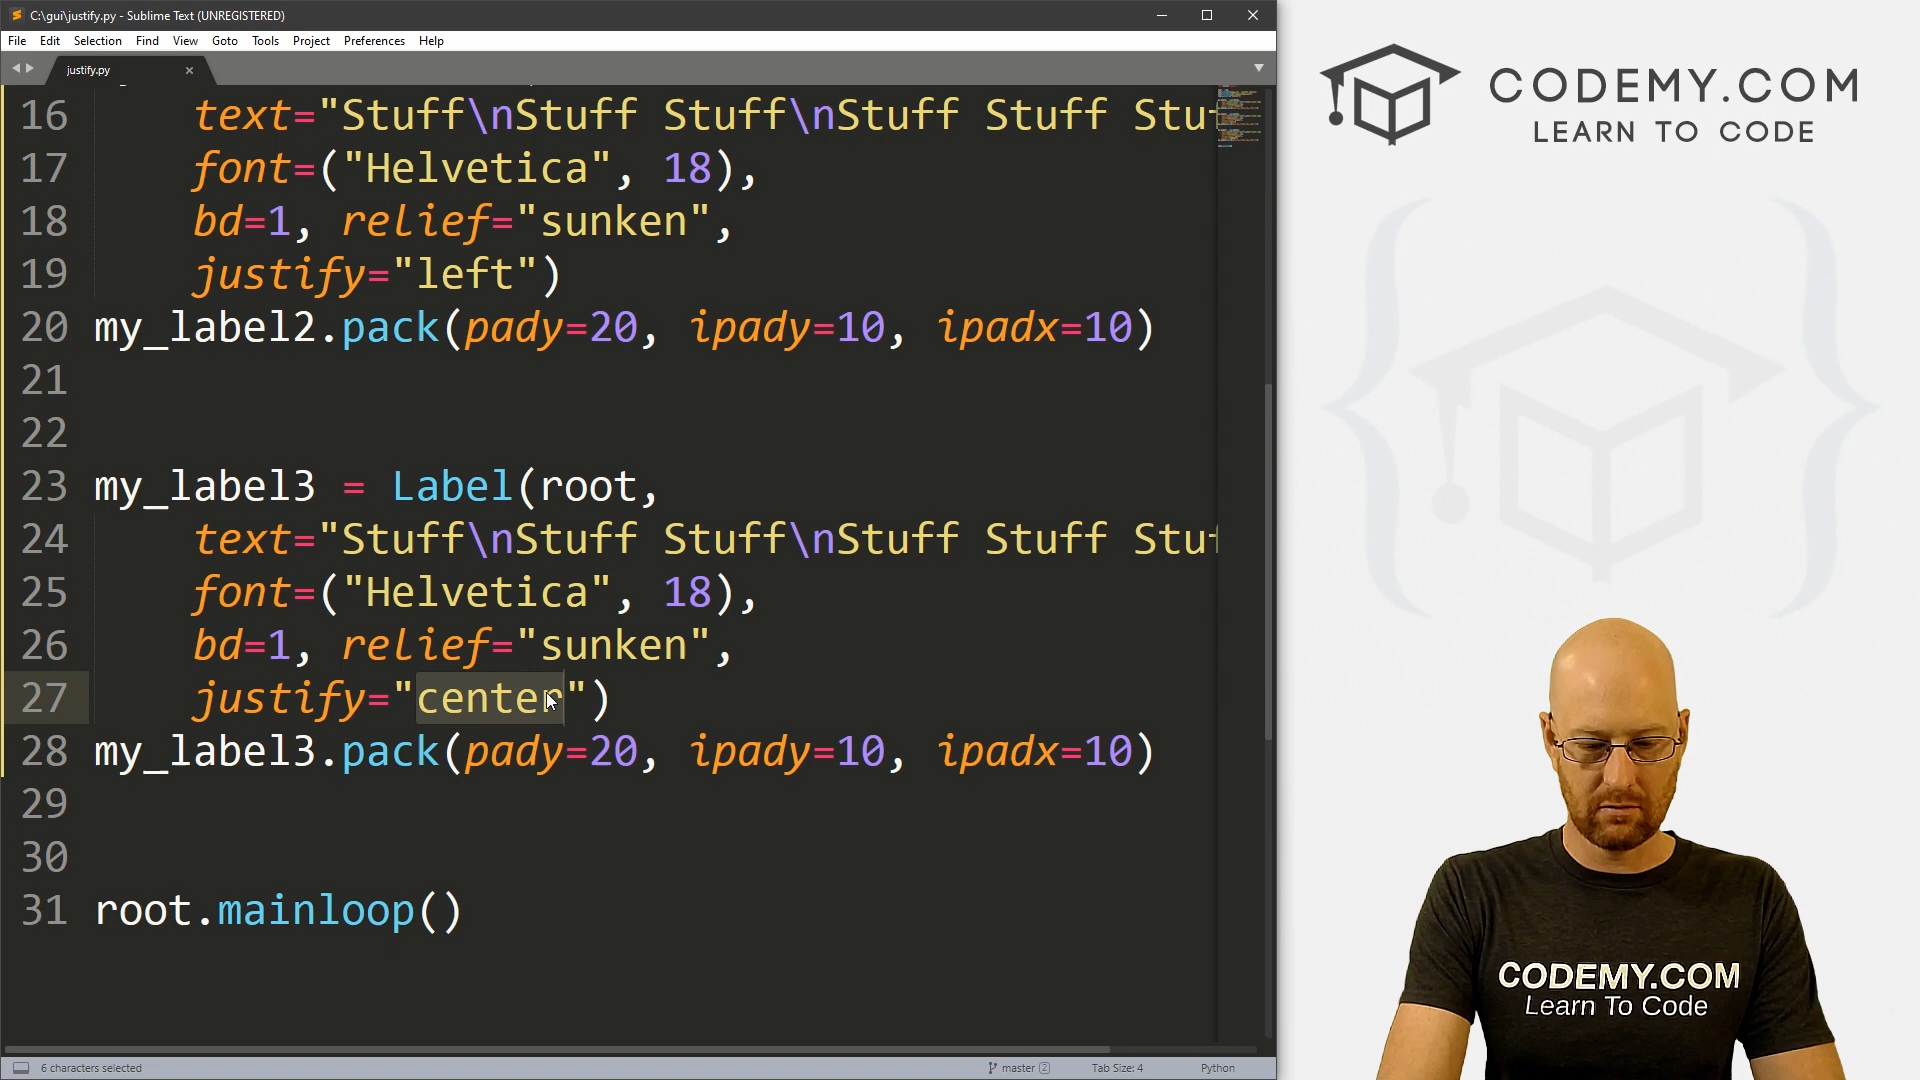 C:\gui\justify.py - Sublime Text (UNREGISTERED)
File Edit Selection Find View Goto Tools Project Preferences Help
justify.py
CODEMY.COM
LEARN TO CODE
16 text="Stuff\nStuff Stuff\nStuff Stuff
17 font=("Helvetica", 18),
18 bd=1, relief="sunken",
19 justify="left")
20 my_label2.pack(pady=20, ipady=10, ipadx=10)
21
22
23 my_label3 = Label(root,
24 text="Stuff\nStuff Stuff\nStuff Stuff
25 font=("Helvetica", 18),
26 bd=1, relief="sunken",
27 justify="center")
28 my_label3.pack(pady=20, ipady=10, ipadx=10)
29
30
31 root.mainloop()
CODEMY.COM
Learn To Code
6 characters selected
master 2
Tab Size: 4
Python